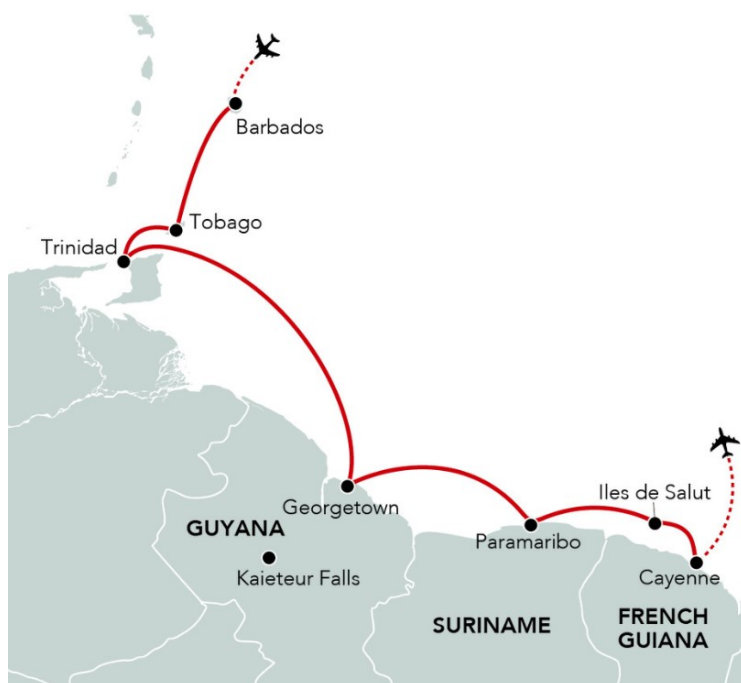 Barbados
Tobago
Trinidad
Georgetown
Iles de Salut
GUYANA
Paramaribo
Kaieteur Falls
Cayenne
SURINAME
FRENCH
GUIANA